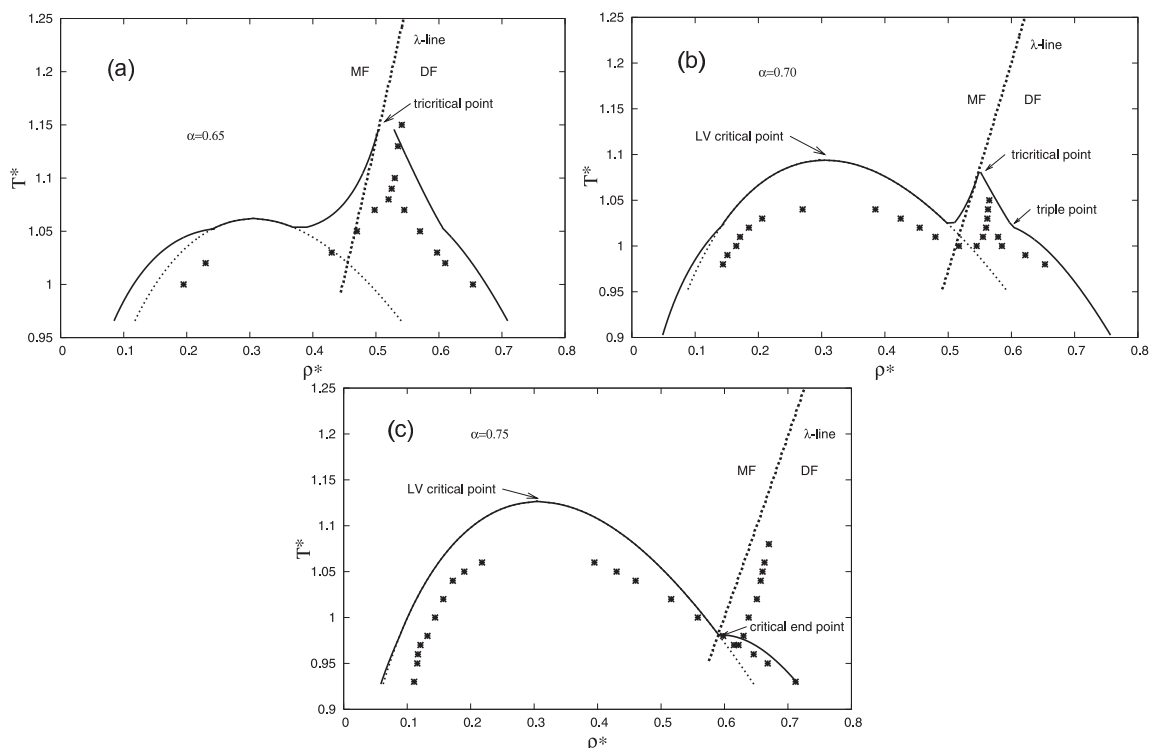 1.25
1.2
1.15
1.1
1.05
1
0.95
T*
(a)
α=0.65
MF
DF
λ-line
tricritical point
0 0.1 0.2 0.3 0.4 0.5 0.6 0.7 0.8
ρ*
1.25
1.2
1.15
1.1
1.05
1
0.95
0.9
T*
(b)
α=0.70
λ-line
MF
DF
LV critical point
tricritical point
triple point
0 0.1 0.2 0.3 0.4 0.5 0.6 0.7 0.8
ρ*
1.25
1.2
1.15
1.1
1.05
1
0.95
0.9
T*
(c)
α=0.75
λ-line
MF
DF
LV critical point
critical end point
0 0.1 0.2 0.3 0.4 0.5 0.6 0.7 0.8
ρ*